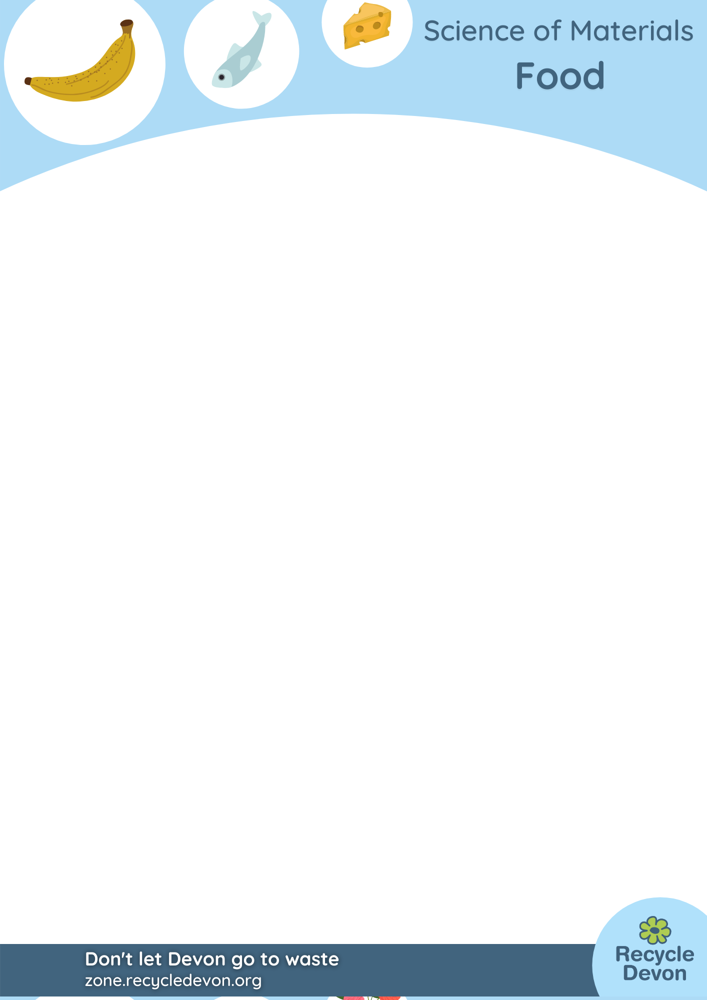 Science of Materials
Food
Don't let Devon go to waste
zone.recycledevon.org
Recycle
Devon